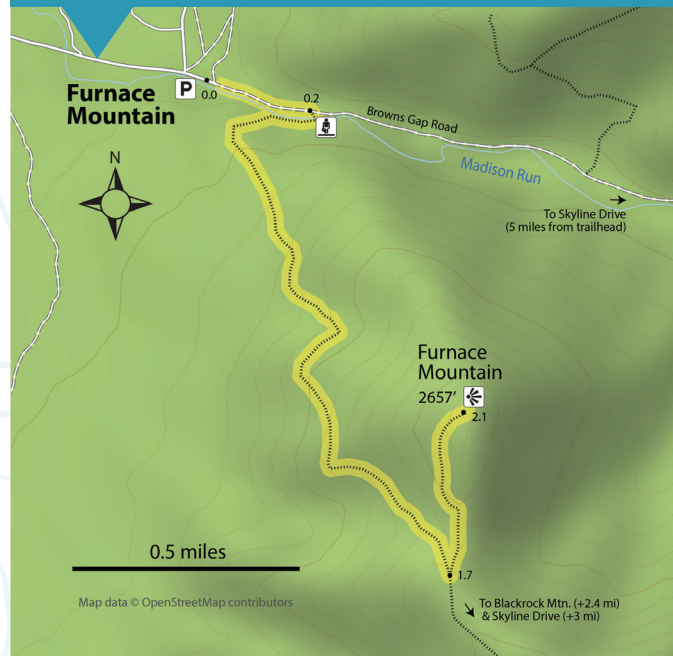 Furnace
Mountain
P
0.0
0.2
Browns Gap Road
Madison Run
N
To Skyline Drive
(5 miles from trailhead)
Furnace
Mountain
2657’
2.1
0.5 miles
1.7
Map data © OpenStreetMap contributors
To Blackrock Mtn. (+2.4 mi)
& Skyline Drive (+3 mi)